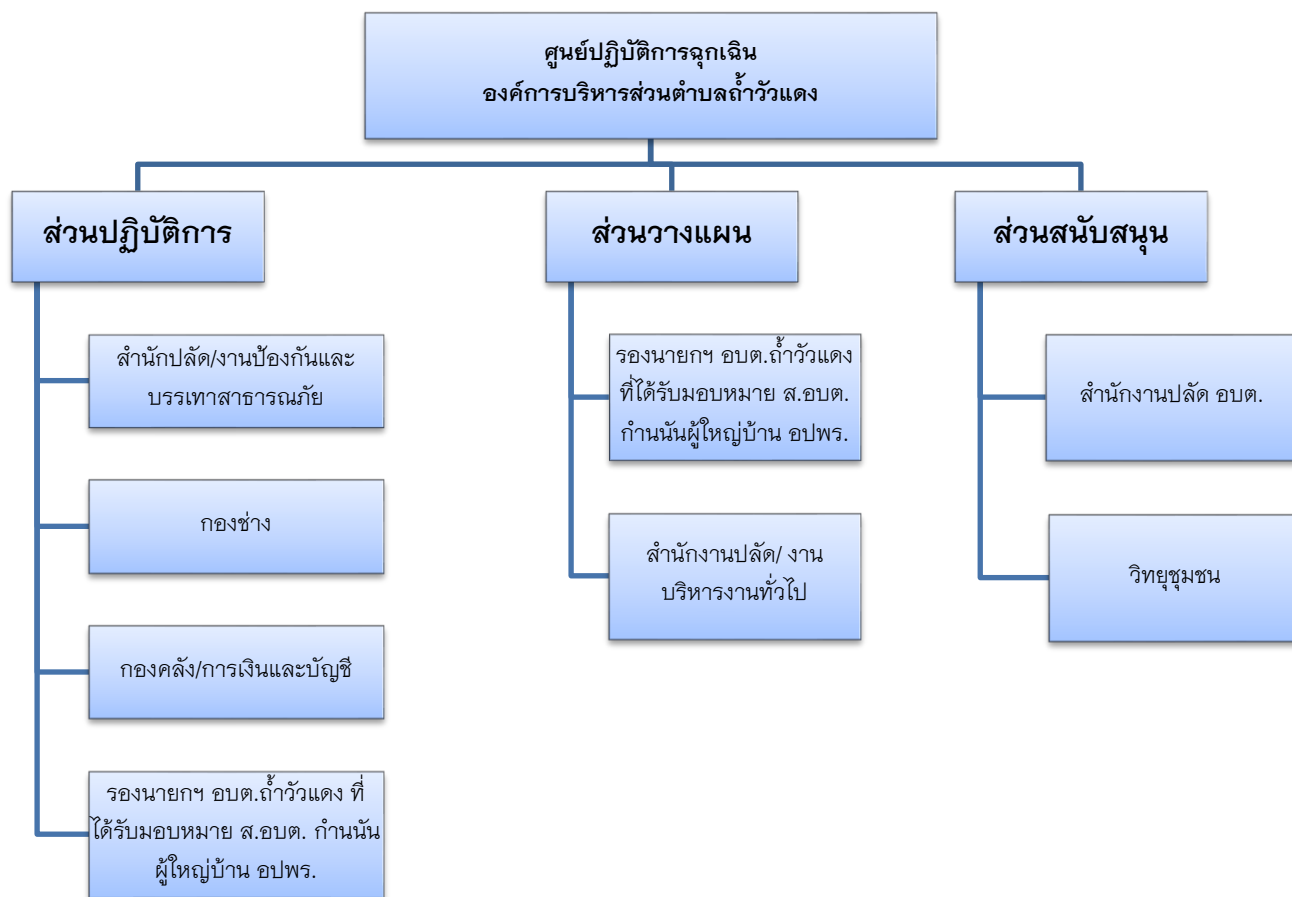 ศูนย์ปฏิบัติการฉุกเฉิน
องค์การบริหารส่วนตำบลถ้ำวัวแดง
ส่วนปฏิบัติการ
สำนักปลัด/งานป้องกันและ
บรรเทาสาธารณภัย
กองช่าง
กองคลัง/การเงินและบัญชี
รองนายกฯ อบต.ถ้ำวัวแดง ที่
ได้รับมอบหมาย ส.อบต. กำนนัน
ผู้ใหญ่บ้าน อปพร.
ส่วนวางแผน
รองนายกฯ อบต.ถ้ำวัวแดง
ที่ได้รับมอบหมาย ส.อบต.
กำนนันผู้ใหญ่บ้าน อปพร.
สำนักงานปลัด/ งาน
บริหารงานทั่วไป
ส่วนสนับสนุน
สำนักงานปลัด อบต.
วิทยุชุมชน